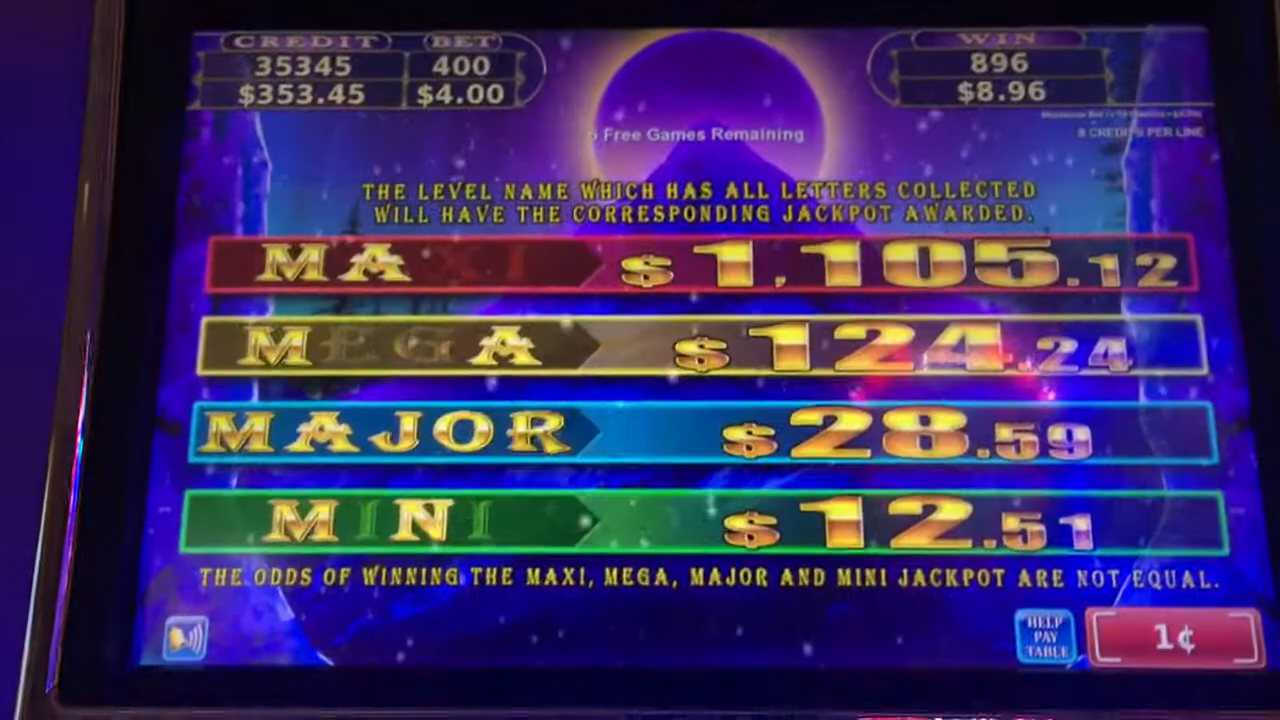 CREDIT BET WIN
35345 400 896
$353.45 $4.00 $8.96
Free Games Remaining
8 CREDITS PER LINE
THE LEVEL NAME WHICH HAS ALL LETTERS COLLECTED
WILL HAVE THE CORRESPONDING JACKPOT AWARDED.
MAXI $1,105.12
MEGA $124.24
MAJOR $28.59
MINI $12.51
THE ODDS OF WINNING THE MAXI, MEGA, MAJOR AND MINI JACKPOT ARE NOT EQUAL.
HELP
PAY
TABLE
1¢